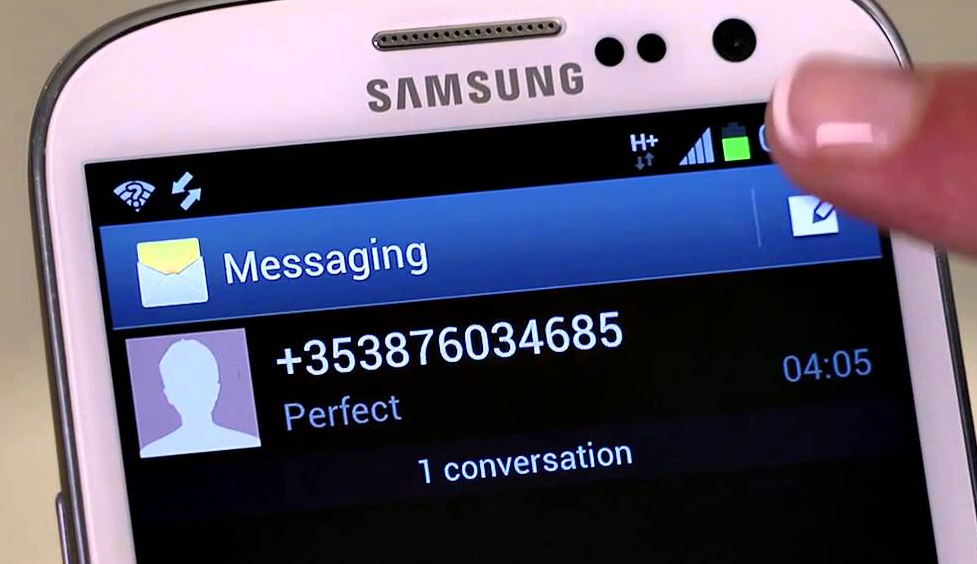 SAMSUNG
H+
Messaging
+353876034685
04:05
Perfect
1 conversation